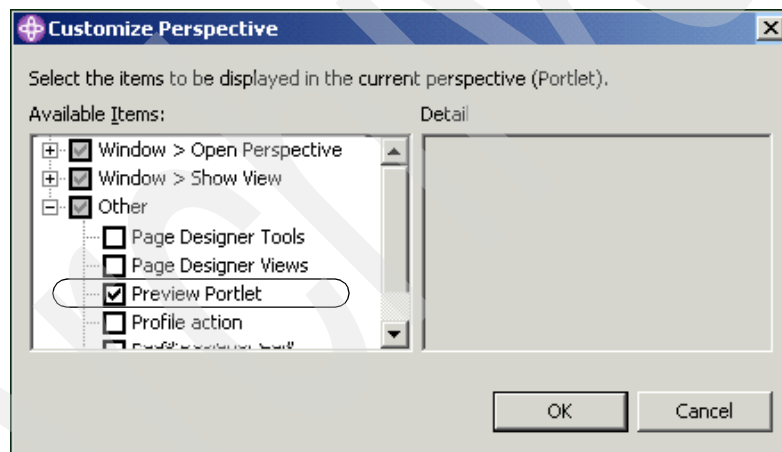 Customize Perspective
Select the items to be displayed in the current perspective (Portlet).
Available Items:
Detail
Window > Open Perspective
Window > Show View
Other
Page Designer Tools
Page Designer Views
Preview Portlet
Profile action
OK
Cancel